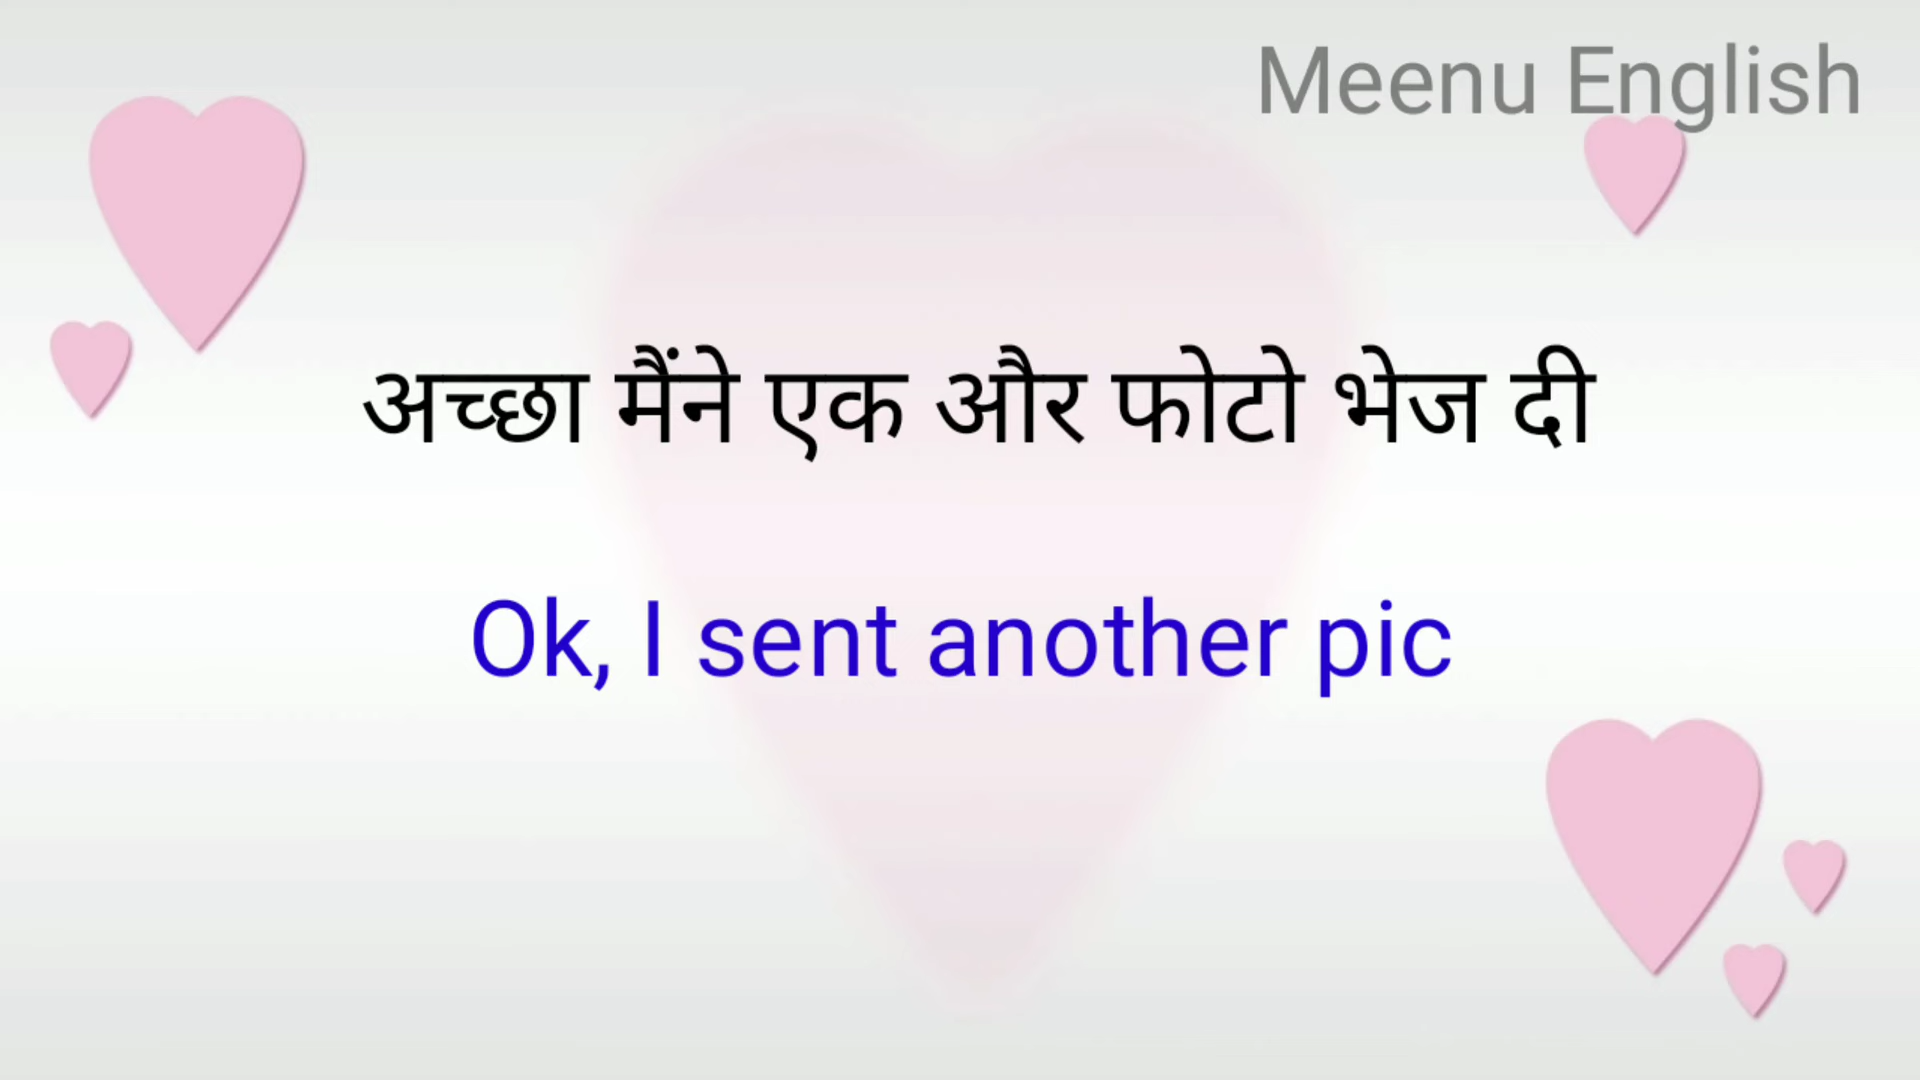 Meenu English
अच्छा मैंने एक और फोटो भेज दी
Ok, I sent another pic